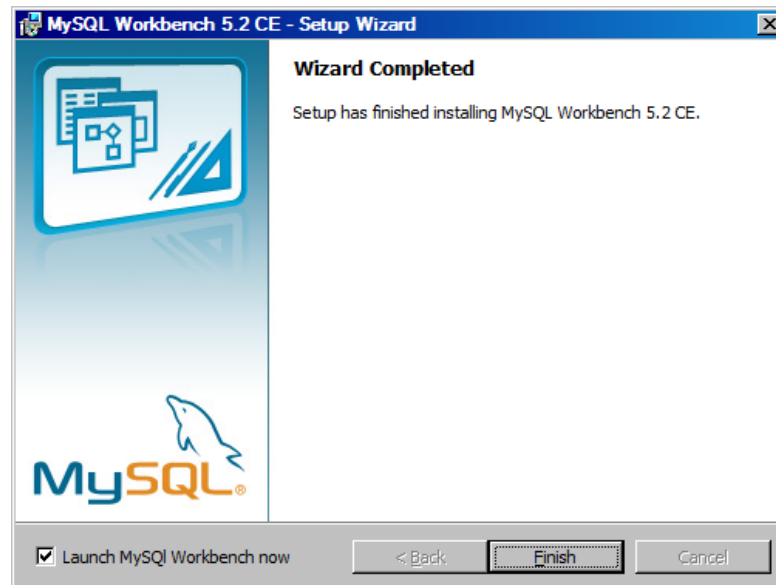 MySQL Workbench 5.2 CE - Setup Wizard
Wizard Completed
Setup has finished installing MySQL Workbench 5.2 CE.
MySQL®
Launch MySQl Workbench now
< Back
Finish
Cancel